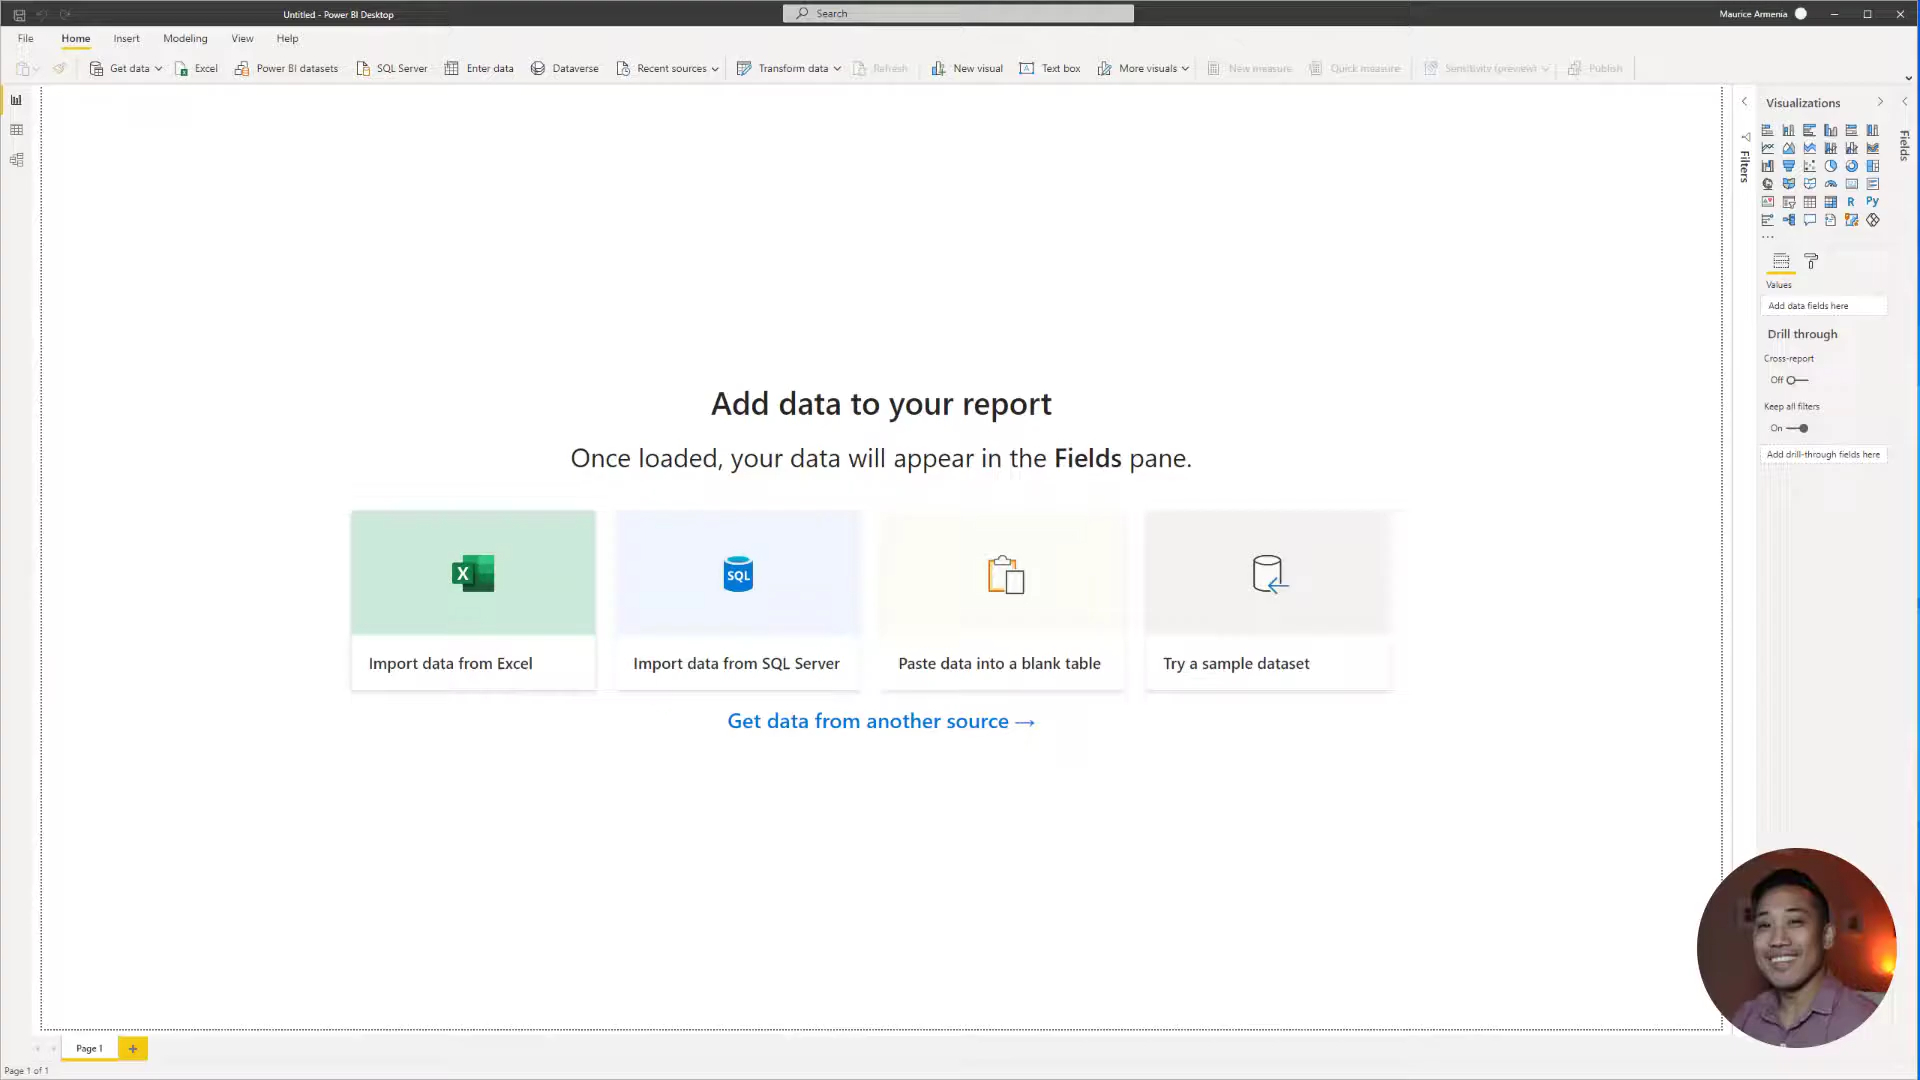 Untitled - Power BI Desktop
Search
Maurice Armenia
File Home Insert Modeling View Help
Get data Excel Power BI datasets SQL Server Enter data Dataverse Recent sources Transform data Refresh New visual Text box More visuals New measure Quick measure Sensitivity (preview) Publish
Visualizations
Filters
Fields
R Py
Values
Add data fields here
Drill through
Cross-report
Off
Keep all filters
On
Add drill-through fields here
Add data to your report
Once loaded, your data will appear in the Fields pane.
X
SQL
Import data from Excel
Import data from SQL Server
Paste data into a blank table
Try a sample dataset
Get data from another source →
Page 1
+
Page 1 of 1